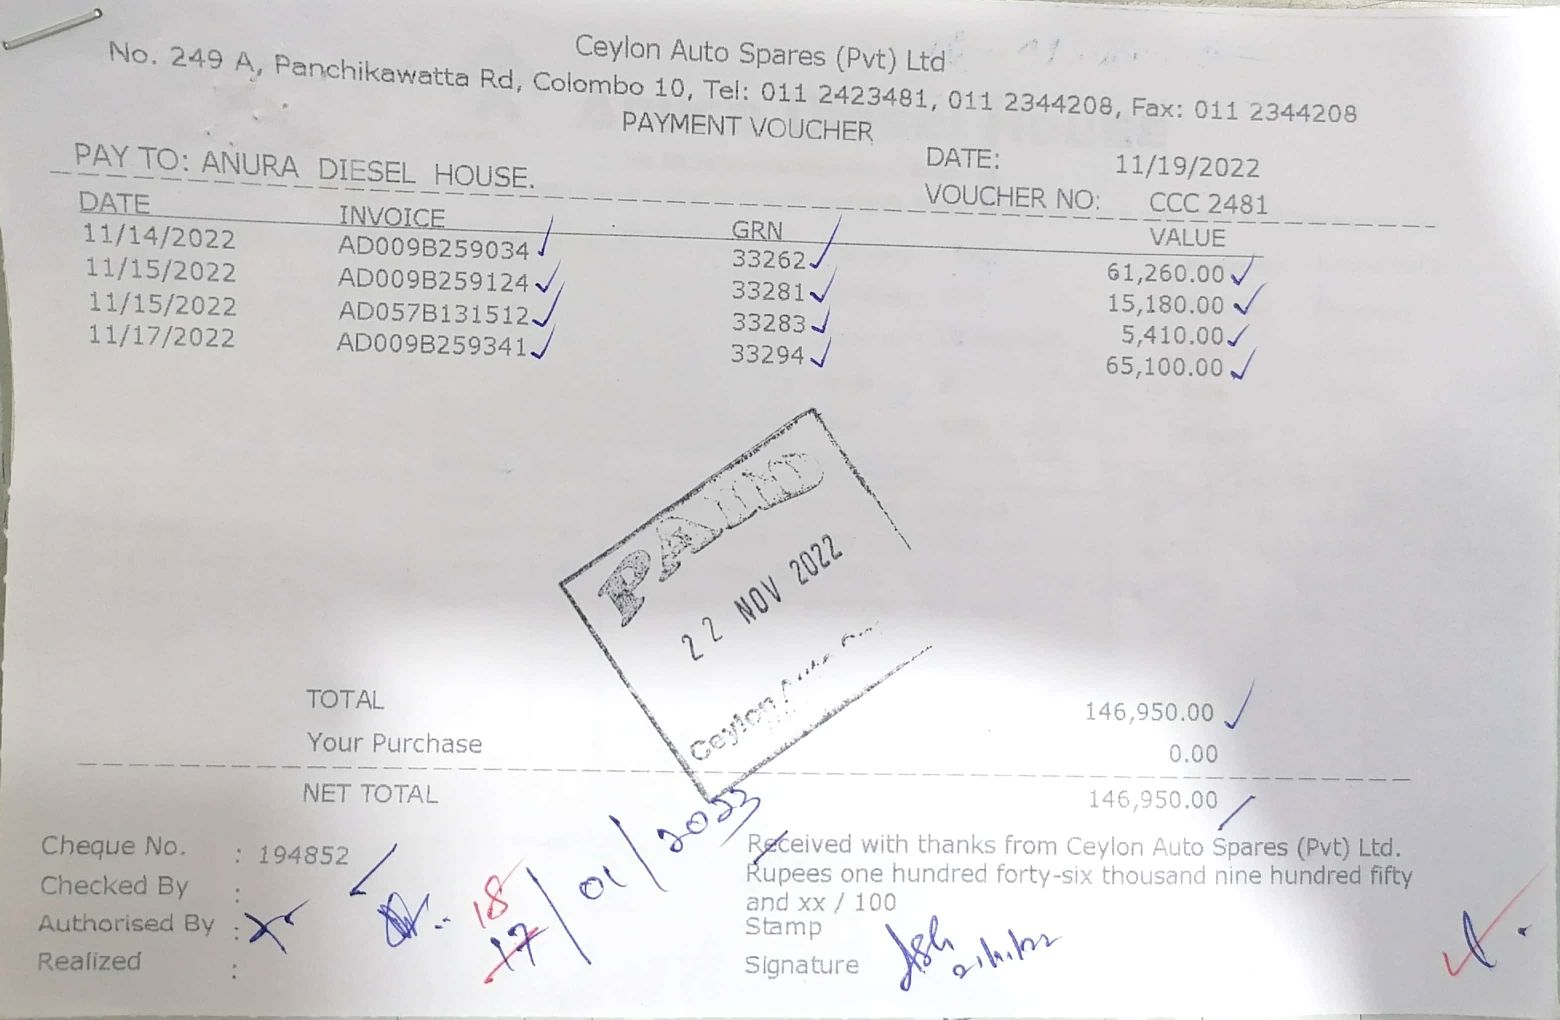 Ceylon Auto Spares (Pvt) Ltd
No. 249 A, Panchikawatta Rd, Colombo 10, Tel: 011 2423481, 011 2344208, Fax: 011 2344208
PAYMENT VOUCHER
PAY TO: ANURA DIESEL HOUSE. DATE: 11/19/2022
VOUCHER NO: CCC 2481
DATE INVOICE GRN VALUE
11/14/2022 AD009B259034 33262 61,260.00
11/15/2022 AD009B259124 33281 15,180.00
11/15/2022 AD057B131512 33283 5,410.00
11/17/2022 AD009B259341 33294 65,100.00
PAID
22 NOV 2022
Ceylon
TOTAL 146,950.00
Your Purchase 0.00
NET TOTAL 146,950.00
Cheque No. : 194852
Checked By :
Authorised By :
Realized :
18
17/01/2023
Received with thanks from Ceylon Auto Spares (Pvt) Ltd.
Rupees one hundred forty-six thousand nine hundred fifty
and xx / 100
Stamp
Signature